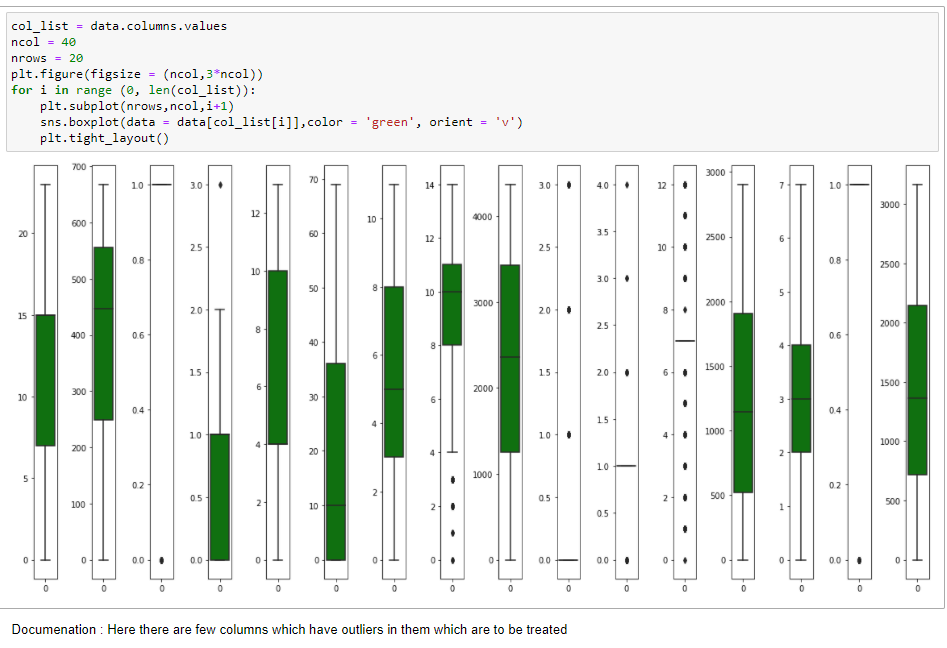 col_list = data.columns.values
ncol = 40
nrows = 20
plt.figure(figsize = (ncol,3*ncol))
for i in range (0, len(col_list)):
    plt.subplot(nrows,ncol,i+1)
    sns.boxplot(data = data[col_list[i]],color = 'green', orient = 'v')
    plt.tight_layout()
20 15 10 5 0
700 600 500 400 300 200 100 0
1.0 0.8 0.6 0.4 0.2 0.0
3.0 2.5 2.0 1.5 1.0 0.5 0.0
12 10 8 6 4 2 0
70 60 50 40 30 20 10 0
10 8 6 4 2 0
14 12 10 8 6 4 2 0
4000 3000 2000 1000 0
3.0 2.5 2.0 1.5 1.0 0.5 0.0
4.0 3.5 3.0 2.5 2.0 1.5 1.0 0.5 0.0
12 10 8 6 4 2 0
3000 2500 2000 1500 1000 500 0
7 6 5 4 3 2 1 0
1.0 0.8 0.6 0.4 0.2 0.0
3000 2500 2000 1500 1000 500 0
0 0 0 0 0 0 0 0 0 0 0 0 0 0 0 0
Documenation : Here there are few columns which have outliers in them which are to be treated